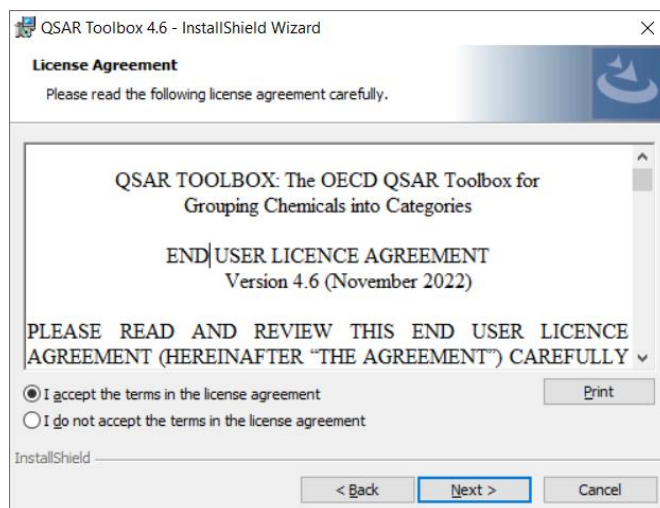 QSAR Toolbox 4.6 - InstallShield Wizard
License Agreement
Please read the following license agreement carefully.
QSAR TOOLBOX: The OECD QSAR Toolbox for
Grouping Chemicals into Categories
END USER LICENCE AGREEMENT
Version 4.6 (November 2022)
PLEASE READ AND REVIEW THIS END USER LICENCE
AGREEMENT (HEREINAFTER “THE AGREEMENT”) CAREFULLY
I accept the terms in the license agreement
Print
I do not accept the terms in the license agreement
InstallShield
< Back
Next >
Cancel